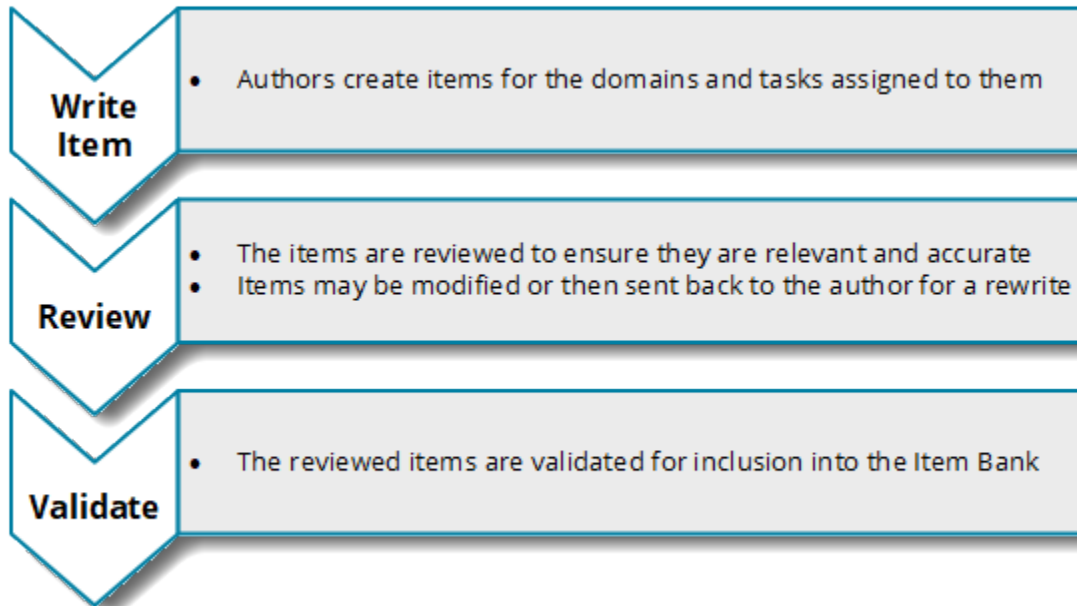 Write
Item
• Authors create items for the domains and tasks assigned to them
Review
• The items are reviewed to ensure they are relevant and accurate
• Items may be modified or then sent back to the author for a rewrite
Validate
• The reviewed items are validated for inclusion into the Item Bank